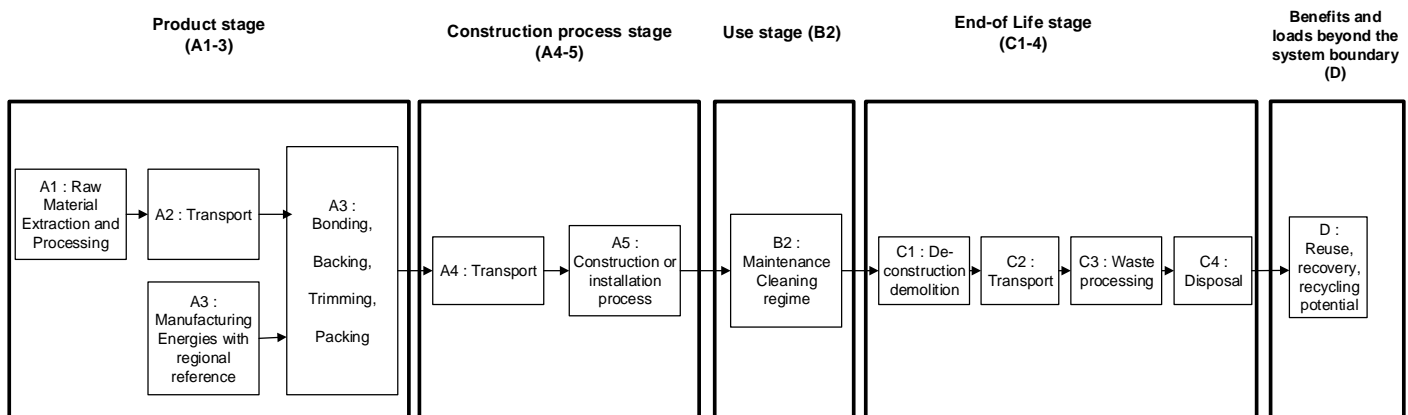 Product stage
(A1-3)
Construction process stage
(A4-5)
Use stage (B2)
End-of Life stage
(C1-4)
Benefits and
loads beyond the
system boundary
(D)
A1 : Raw
Material
Extraction and
Processing
A2 : Transport
A3 :
Manufacturing
Energies with
regional
reference
A3 :
Bonding,
Backing,
Trimming,
Packing
A4 : Transport
A5 :
Construction or
installation
process
B2:
Maintenance
Cleaning
regime
C1 : De-
construction
demolition
C2 :
Transport
C3 : Waste
processing
C4 :
Disposal
D :
Reuse,
recovery,
recycling
potential